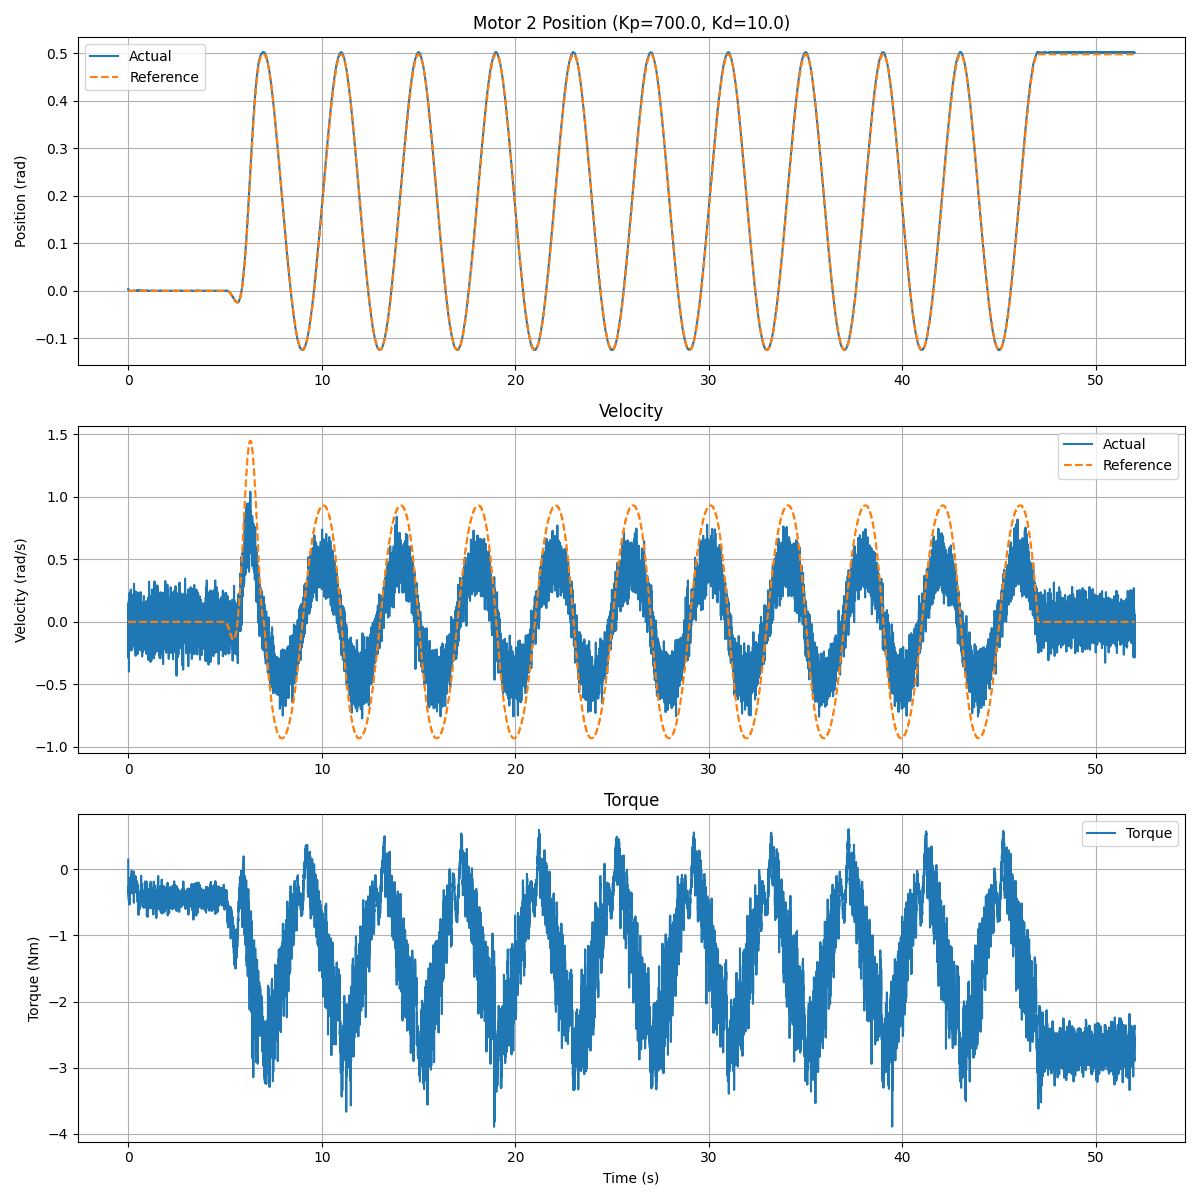 Motor 2 Position (Kp=700.0, Kd=10.0)
Actual
Reference
Position (rad)
0.5
0.4
0.3
0.2
0.1
0.0
−0.1
0 10 20 30 40 50
Velocity
Actual
Reference
Velocity (rad/s)
1.5
1.0
0.5
0.0
−0.5
−1.0
0 10 20 30 40 50
Torque
Torque
Torque (Nm)
0
−1
−2
−3
−4
0 10 20 30 40 50
Time (s)